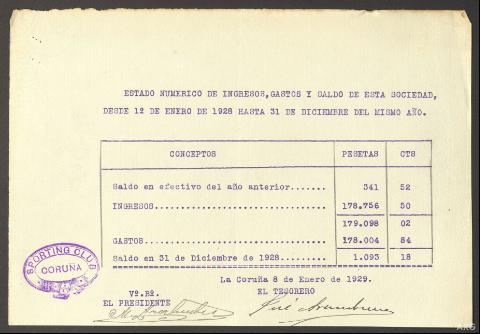 ESTADO NUMERICO DE INGRESOS, GASTOS Y SALDO DE ESTA SOCIEDAD,
DESDE 1º DE ENERO DE 1928 HASTA 31 DE DICIEMBRE DEL MISMO AÑO.
CONCEPTOS PESETAS CTS
Saldo en efectivo del año anterior....... 341 52
INGRESOS................................. 178.756 50
179.098 02
GASTOS................................... 178.004 84
Saldo en 31 de Diciembre de 1928......... 1.093 18
SPORTING CLUB
CORUÑA
La Coruña 8 de Enero de 1929.
Vº.Bº. EL TESORERO
EL PRESIDENTE
ARG